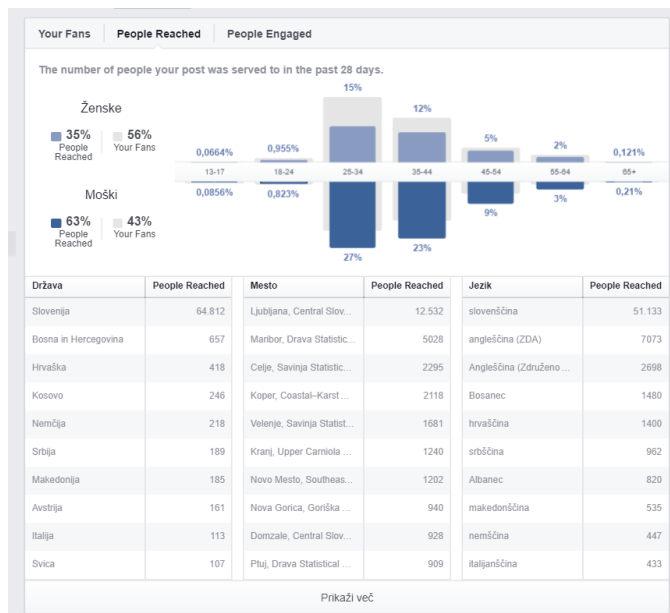 Your Fans People Reached People Engaged
The number of people your post was served to in the past 28 days.
Ženske
35% People Reached
56% Your Fans
0,0664% 0,955% 15% 12% 5% 2% 0,121%
13-17 18-24 25-34 35-44 45-54 55-64 65+
Moški
63% People Reached
43% Your Fans
0,0856% 0,823% 27% 23% 9% 3% 0,21%
Država People Reached Mesto People Reached Jezik People Reached
Slovenija 64.812 Ljubljana, Central Slov... 12.532 slovenščina 51.133
Bosna in Hercegovina 657 Maribor, Drava Statistic... 5028 angleščina (ZDA) 7073
Hrvaška 418 Celje, Savinja Statistic... 2295 Angleščina (Združeno ... 2698
Kosovo 246 Koper, Coastal–Karst ... 2118 Bosanec 1480
Nemčija 218 Velenje, Savinja Statist... 1681 hrvaščina 1400
Srbija 189 Kranj, Upper Carniola ... 1240 srbščina 962
Makedonija 185 Novo Mesto, Southeas... 1202 Albanec 820
Avstrija 161 Nova Gorica, Goriška ... 940 makedonščina 535
Italija 113 Domzale, Central Slov... 928 nemščina 447
Švica 107 Ptuj, Drava Statistical ... 909 italijanščina 433
Prikaži več